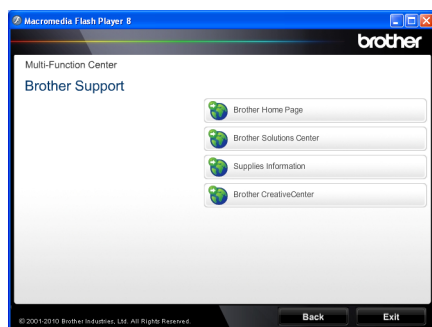 Macromedia Flash Player 8
brother
Multi-Function Center
Brother Support
Brother Home Page
Brother Solutions Center
Supplies Information
Brother CreativeCenter
© 2001-2010 Brother Industries, Ltd. All Rights Reserved.
Back
Exit